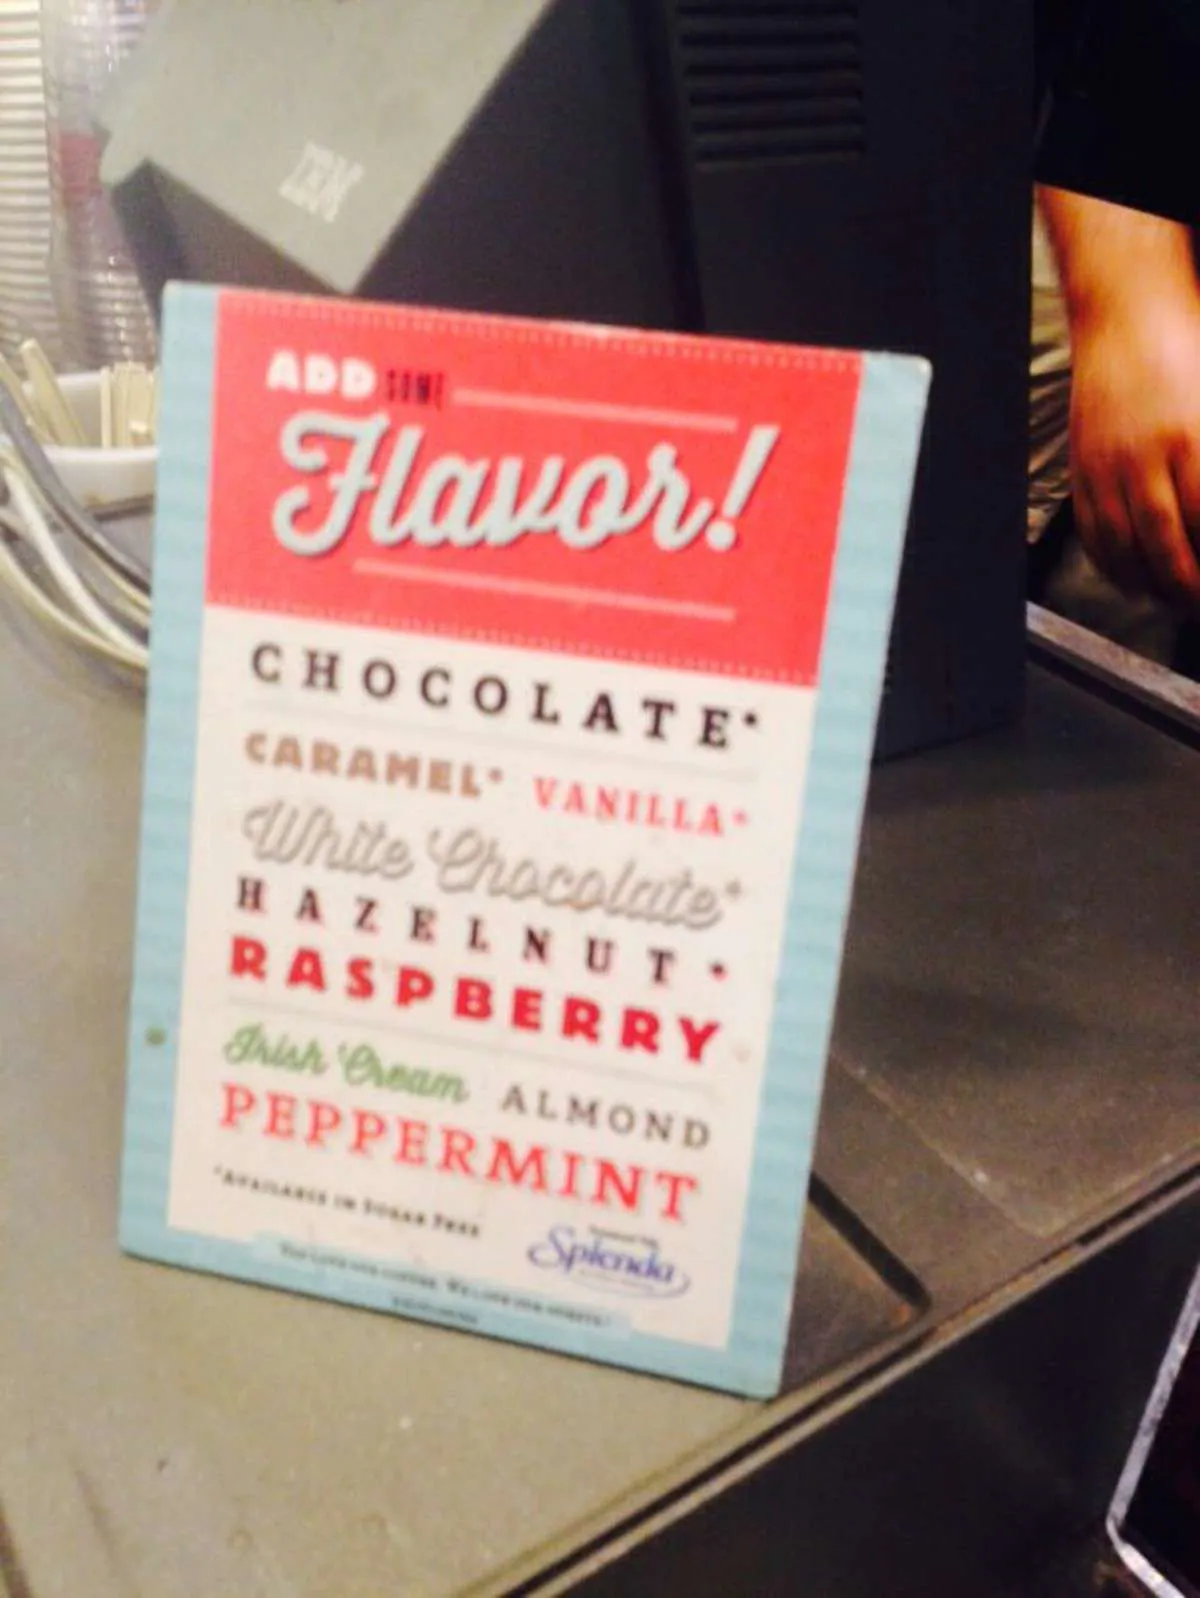 IBM
ADD SOME
Flavor!
CHOCOLATE*
CARAMEL* VANILLA*
White Chocolate*
HAZELNUT*
RASPBERRY
Irish Cream ALMOND
PEPPERMINT
*AVAILABLE IN SUGAR FREE
Splenda